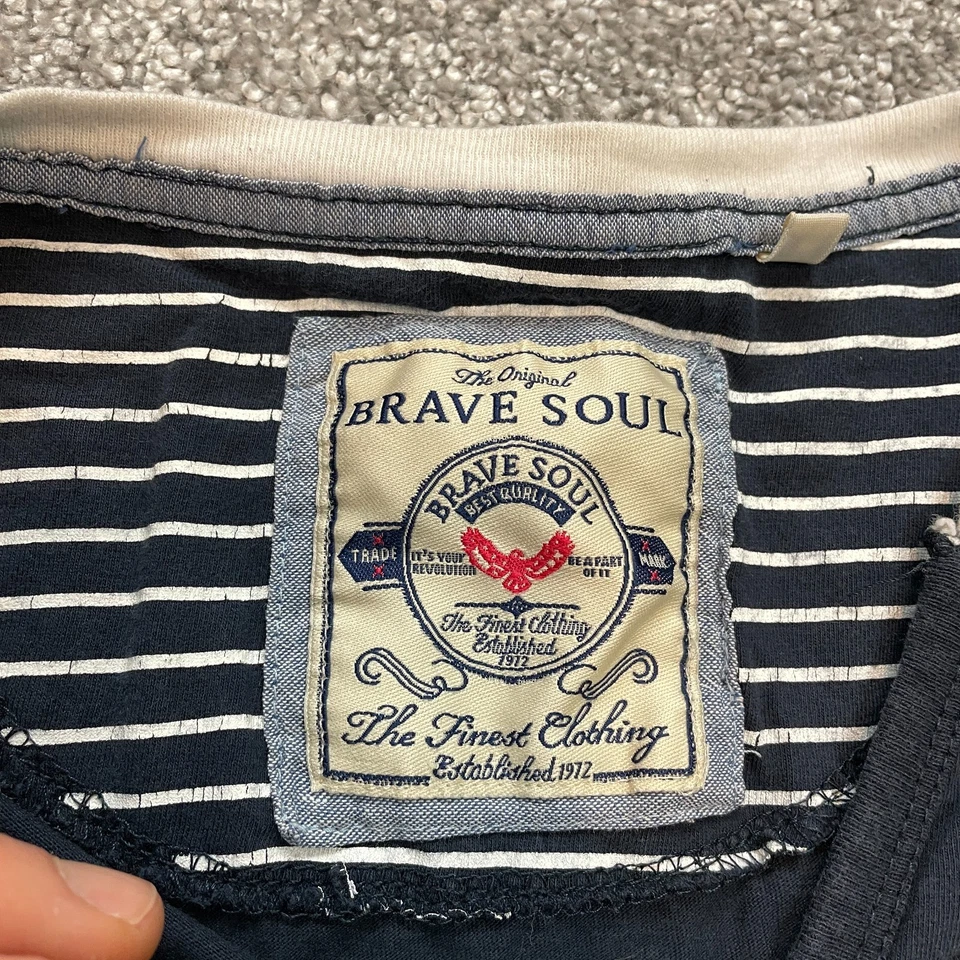 The Original
BRAVE SOUL
BRAVE SOUL
BEST QUALITY
TRADE
IT'S YOUR
REVOLUTION
BE A PART
OF IT
MARK
The Finest Clothing
Established
1972
The Finest Clothing
Established 1972